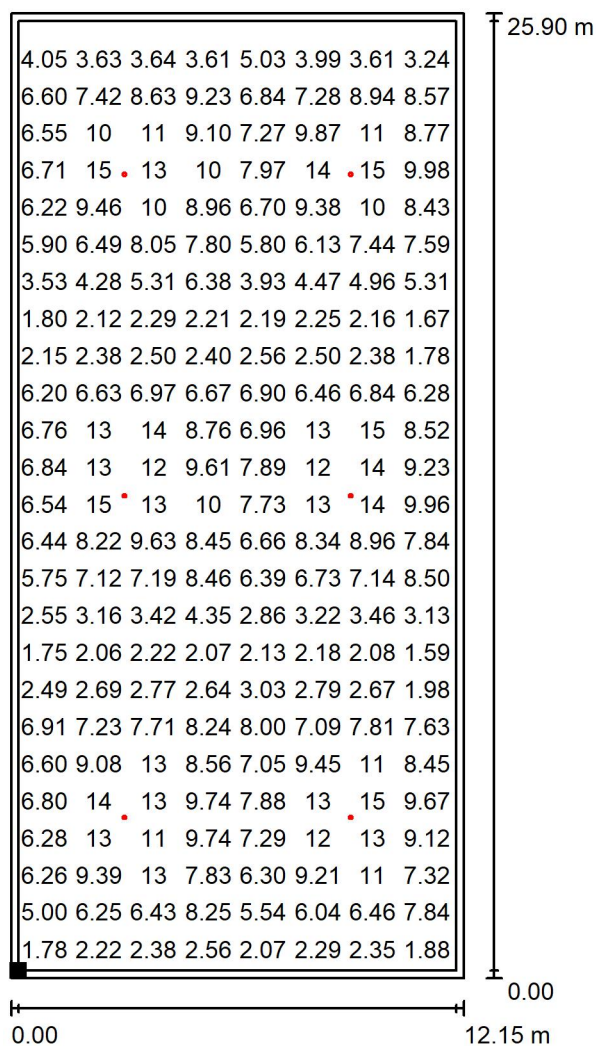 25.90 m
4.05 3.63 3.64 3.61 5.03 3.99 3.61 3.24
6.60 7.42 8.63 9.23 6.84 7.28 8.94 8.57
6.55 10 11 9.10 7.27 9.87 11 8.77
6.71 15 13 10 7.97 14 15 9.98
6.22 9.46 10 8.96 6.70 9.38 10 8.43
5.90 6.49 8.05 7.80 5.80 6.13 7.44 7.59
3.53 4.28 5.31 6.38 3.93 4.47 4.96 5.31
1.80 2.12 2.29 2.21 2.19 2.25 2.16 1.67
2.15 2.38 2.50 2.40 2.56 2.50 2.38 1.78
6.20 6.63 6.97 6.67 6.90 6.46 6.84 6.28
6.76 13 14 8.76 6.96 13 15 8.52
6.84 13 12 9.61 7.89 12 14 9.23
6.54 15 13 10 7.73 13 14 9.96
6.44 8.22 9.63 8.45 6.66 8.34 8.96 7.84
5.75 7.12 7.19 8.46 6.39 6.73 7.14 8.50
2.55 3.16 3.42 4.35 2.86 3.22 3.46 3.13
1.75 2.06 2.22 2.07 2.13 2.18 2.08 1.59
2.49 2.69 2.77 2.64 3.03 2.79 2.67 1.98
6.91 7.23 7.71 8.24 8.00 7.09 7.81 7.63
6.60 9.08 13 8.56 7.05 9.45 11 8.45
6.80 14 13 9.74 7.88 13 15 9.67
6.28 13 11 9.74 7.29 12 13 9.12
6.26 9.39 13 7.83 6.30 9.21 11 7.32
5.00 6.25 6.43 8.25 5.54 6.04 6.46 7.84
1.78 2.22 2.38 2.56 2.07 2.29 2.35 1.88
0.00
0.00 12.15 m